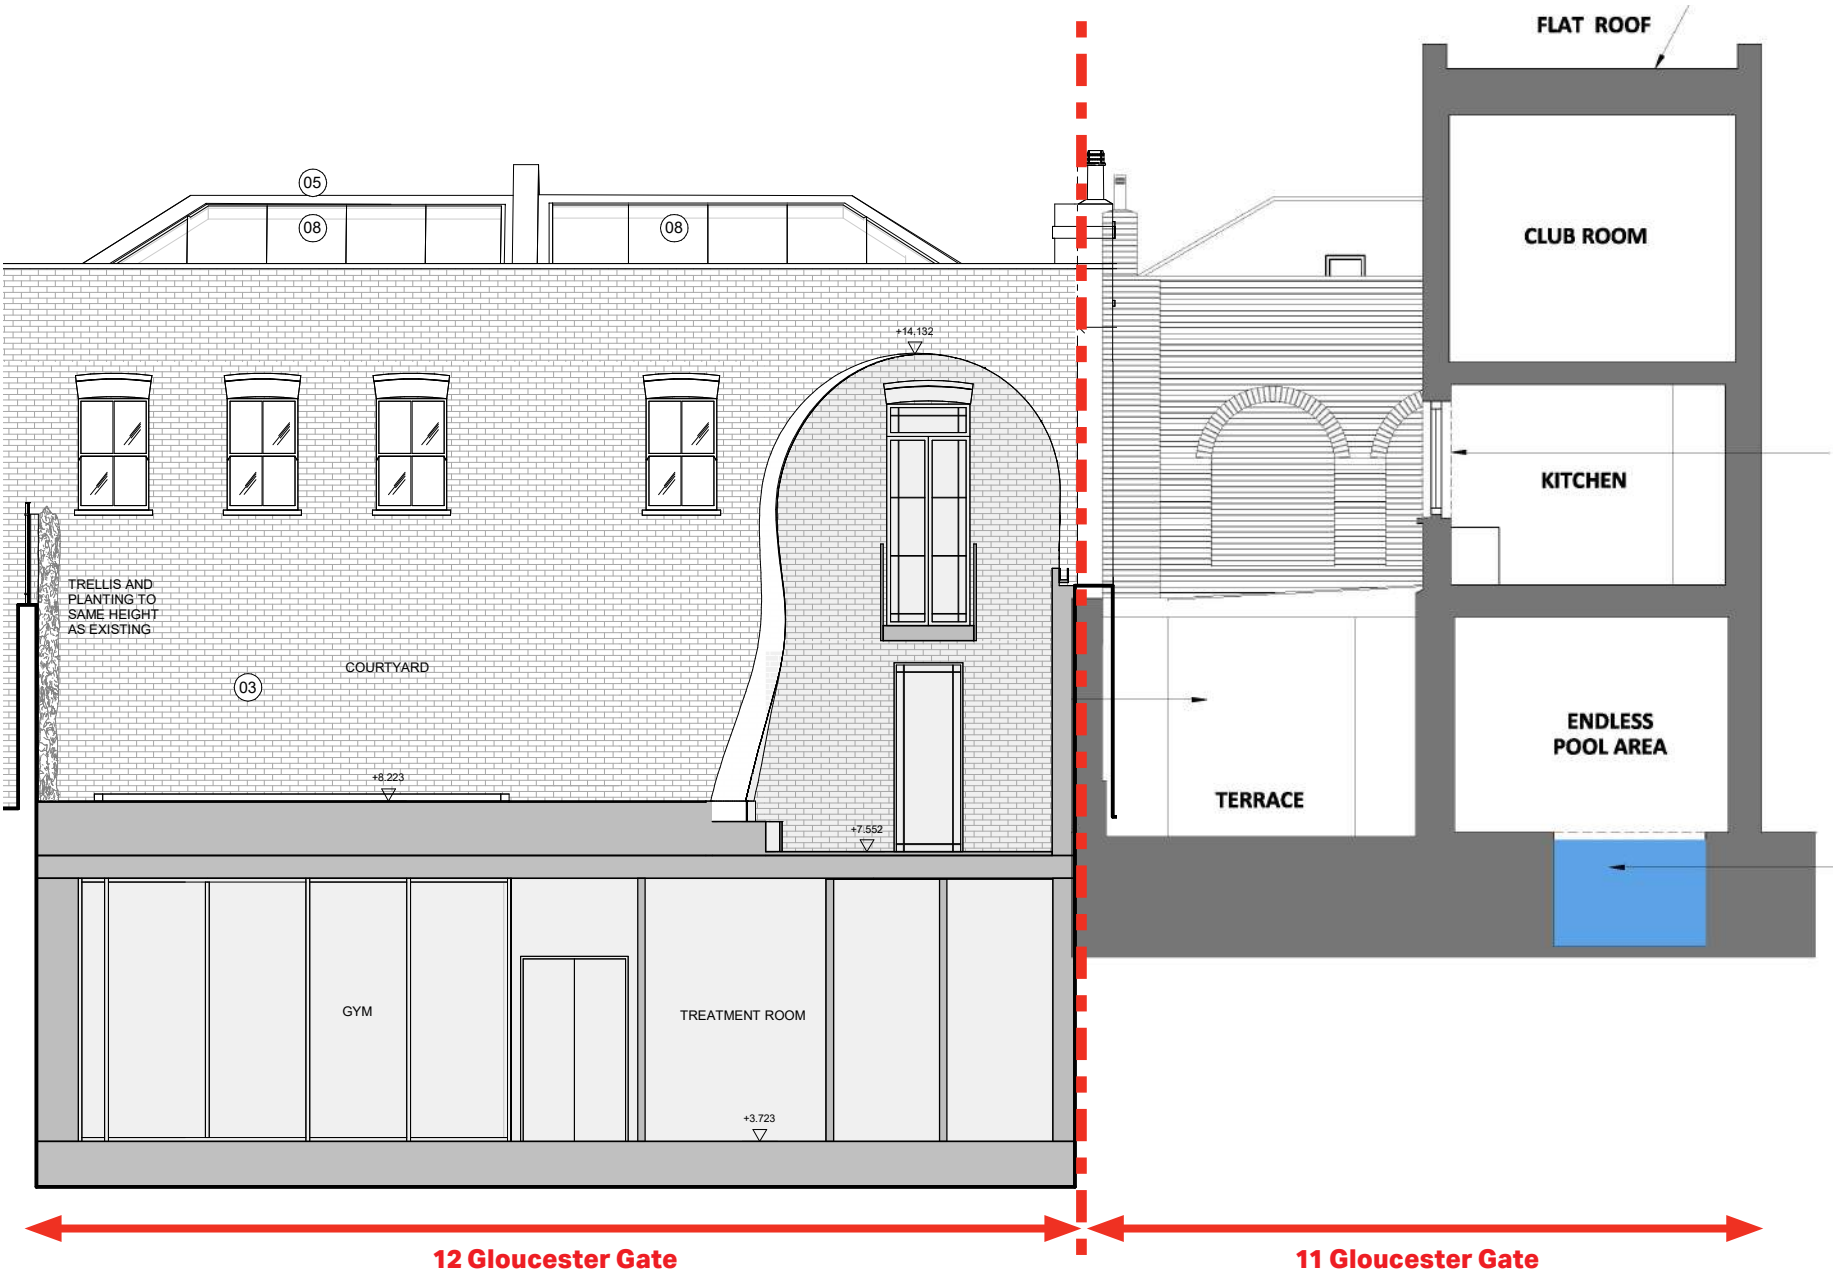 FLAT ROOF
05
08
08
CLUB ROOM
+14.132
KITCHEN
TRELLIS AND
PLANTING TO
SAME HEIGHT
AS EXISTING
COURTYARD
03
ENDLESS
POOL AREA
+8.223
TERRACE
+7.552
GYM
TREATMENT ROOM
+3.723
12 Gloucester Gate
11 Gloucester Gate